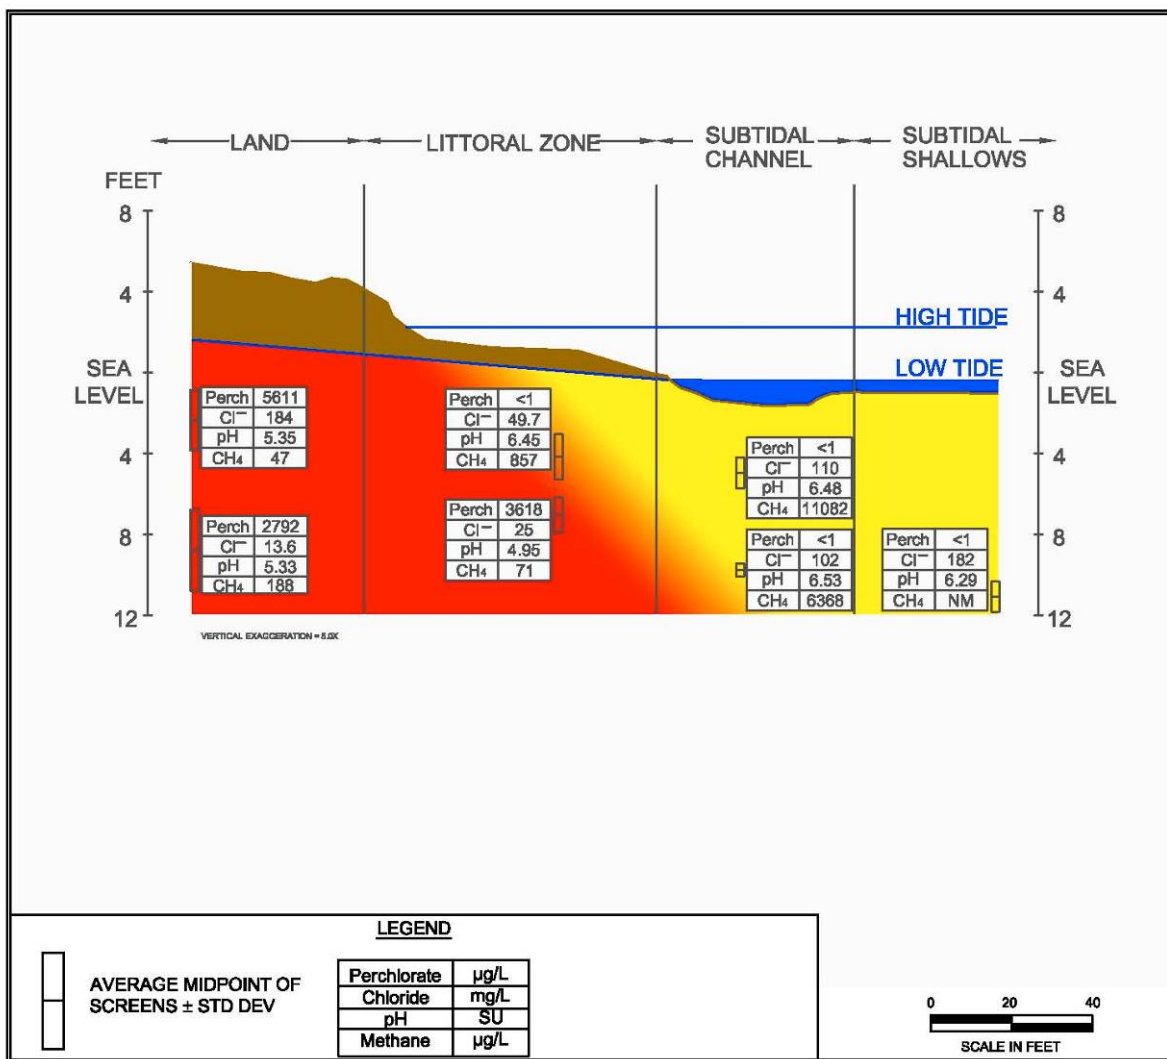 LAND
LITTORAL ZONE
SUBTIDAL CHANNEL
SUBTIDAL SHALLOWS
FEET
8
4
SEA LEVEL
4
8
12
8
4
SEA LEVEL
4
8
12
HIGH TIDE
LOW TIDE
Perch 5611
Cl⁻ 184
pH 5.35
CH₄ 47
Perch 2792
Cl⁻ 13.6
pH 5.33
CH₄ 188
Perch <1
Cl⁻ 49.7
pH 6.45
CH₄ 857
Perch 3618
Cl⁻ 25
pH 4.95
CH₄ 71
Perch <1
Cl⁻ 110
pH 6.48
CH₄ 11082
Perch <1
Cl⁻ 102
pH 6.53
CH₄ 6368
Perch <1
Cl⁻ 182
pH 6.29
CH₄ NM
VERTICAL EXAGGERATION = 5.0X
LEGEND
AVERAGE MIDPOINT OF
SCREENS ± STD DEV
Perchlorate µg/L
Chloride mg/L
pH SU
Methane µg/L
0 20 40
SCALE IN FEET